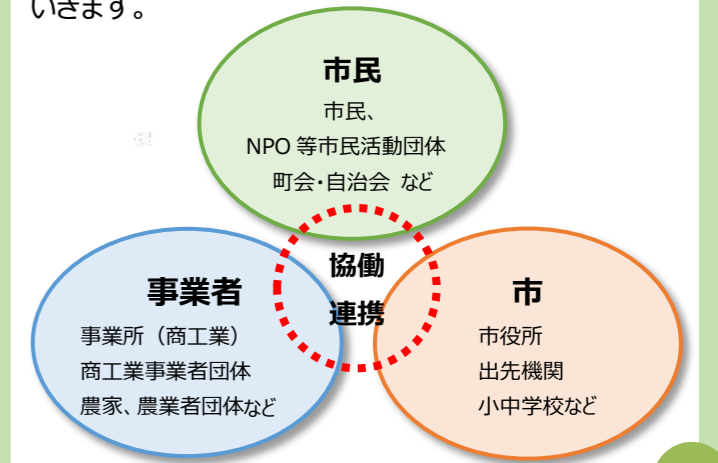 いきます。
市民
市民、
NPO 等市民活動団体
町会・自治会 など
協働
連携
事業者
事業所（商工業）
商工業事業者団体
農家、農業者団体など
市
市役所
出先機関
小中学校など